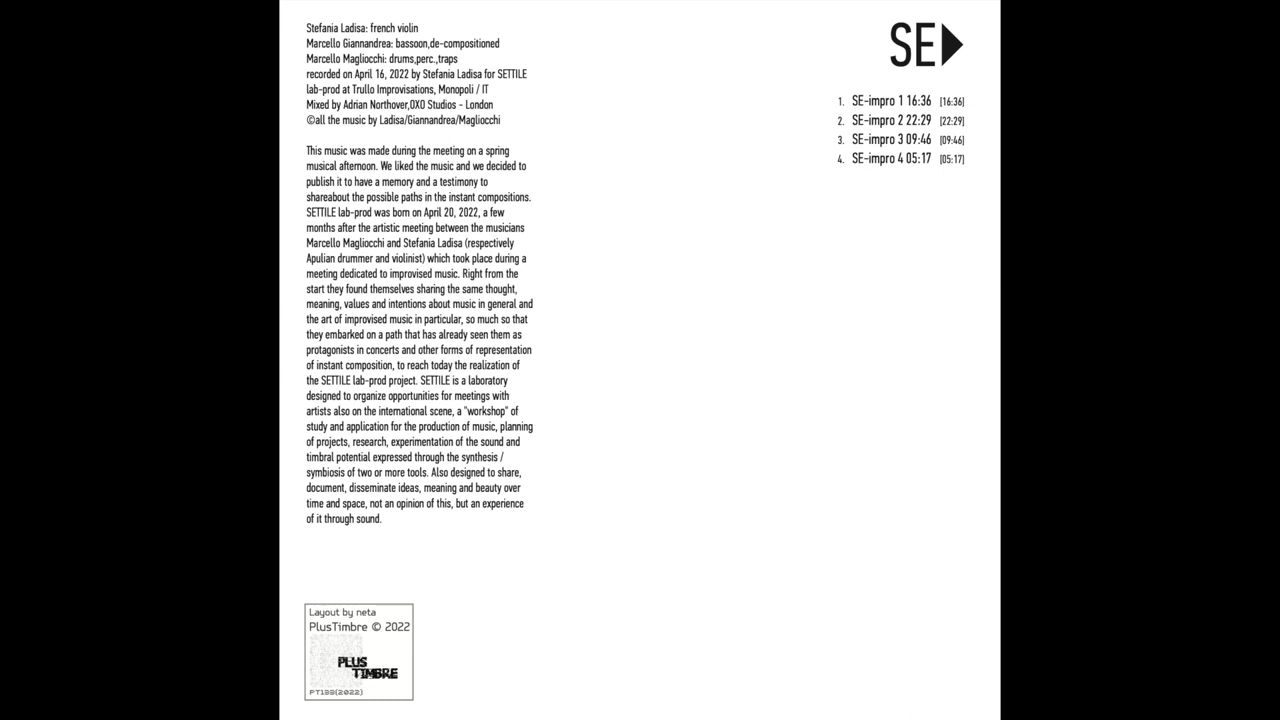 Stefania Ladisa: french violin
Marcello Giannandrea: bassoon,de-compositioned
Marcello Magliocchi: drums,perc.,traps
recorded on April 16, 2022 by Stefania Ladisa for SETTILE
lab-prod at Trullo Improvisations, Monopoli / IT
Mixed by Adrian Northover,OXO Studios - London
©all the music by Ladisa/Giannandrea/Magliocchi
This music was made during the meeting on a spring
musical afternoon. We liked the music and we decided to
publish it to have a memory and a testimony to
shareabout the possible paths in the instant compositions.
SETTILE lab-prod was born on April 20, 2022, a few
months after the artistic meeting between the musicians
Marcello Magliocchi and Stefania Ladisa (respectively
Apulian drummer and violinist) which took place during a
meeting dedicated to improvised music. Right from the
start they found themselves sharing the same thought,
meaning, values and intentions about music in general and
the art of improvised music in particular, so much so that
they embarked on a path that has already seen them as
protagonists in concerts and other forms of representation
of instant composition, to reach today the realization of
the SETTILE lab-prod project. SETTILE is a laboratory
designed to organize opportunities for meetings with
artists also on the international scene, a "workshop" of
study and application for the production of music, planning
of projects, research, experimentation of the sound and
timbral potential expressed through the synthesis /
symbiosis of two or more tools. Also designed to share,
document, disseminate ideas, meaning and beauty over
time and space, not an opinion of this, but an experience
of it through sound.
SE
1. SE-impro 1 16:36 [16:36]
2. SE-impro 2 22:29 [22:29]
3. SE-impro 3 09:46 [09:46]
4. SE-impro 4 05:17 [05:17]
Layout by neta
PlusTimbre © 2022
PLUS
TIMBRE
PT133(2022)